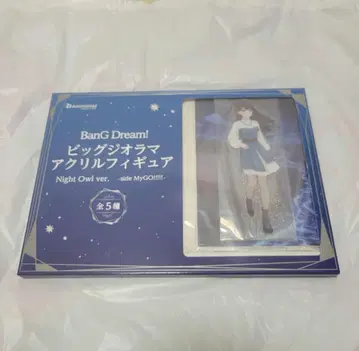 BanG Dream!
ビッグジオラマ
アクリルフィギュア
Night Owl ver. -side MyGO!!!!!-
全5種